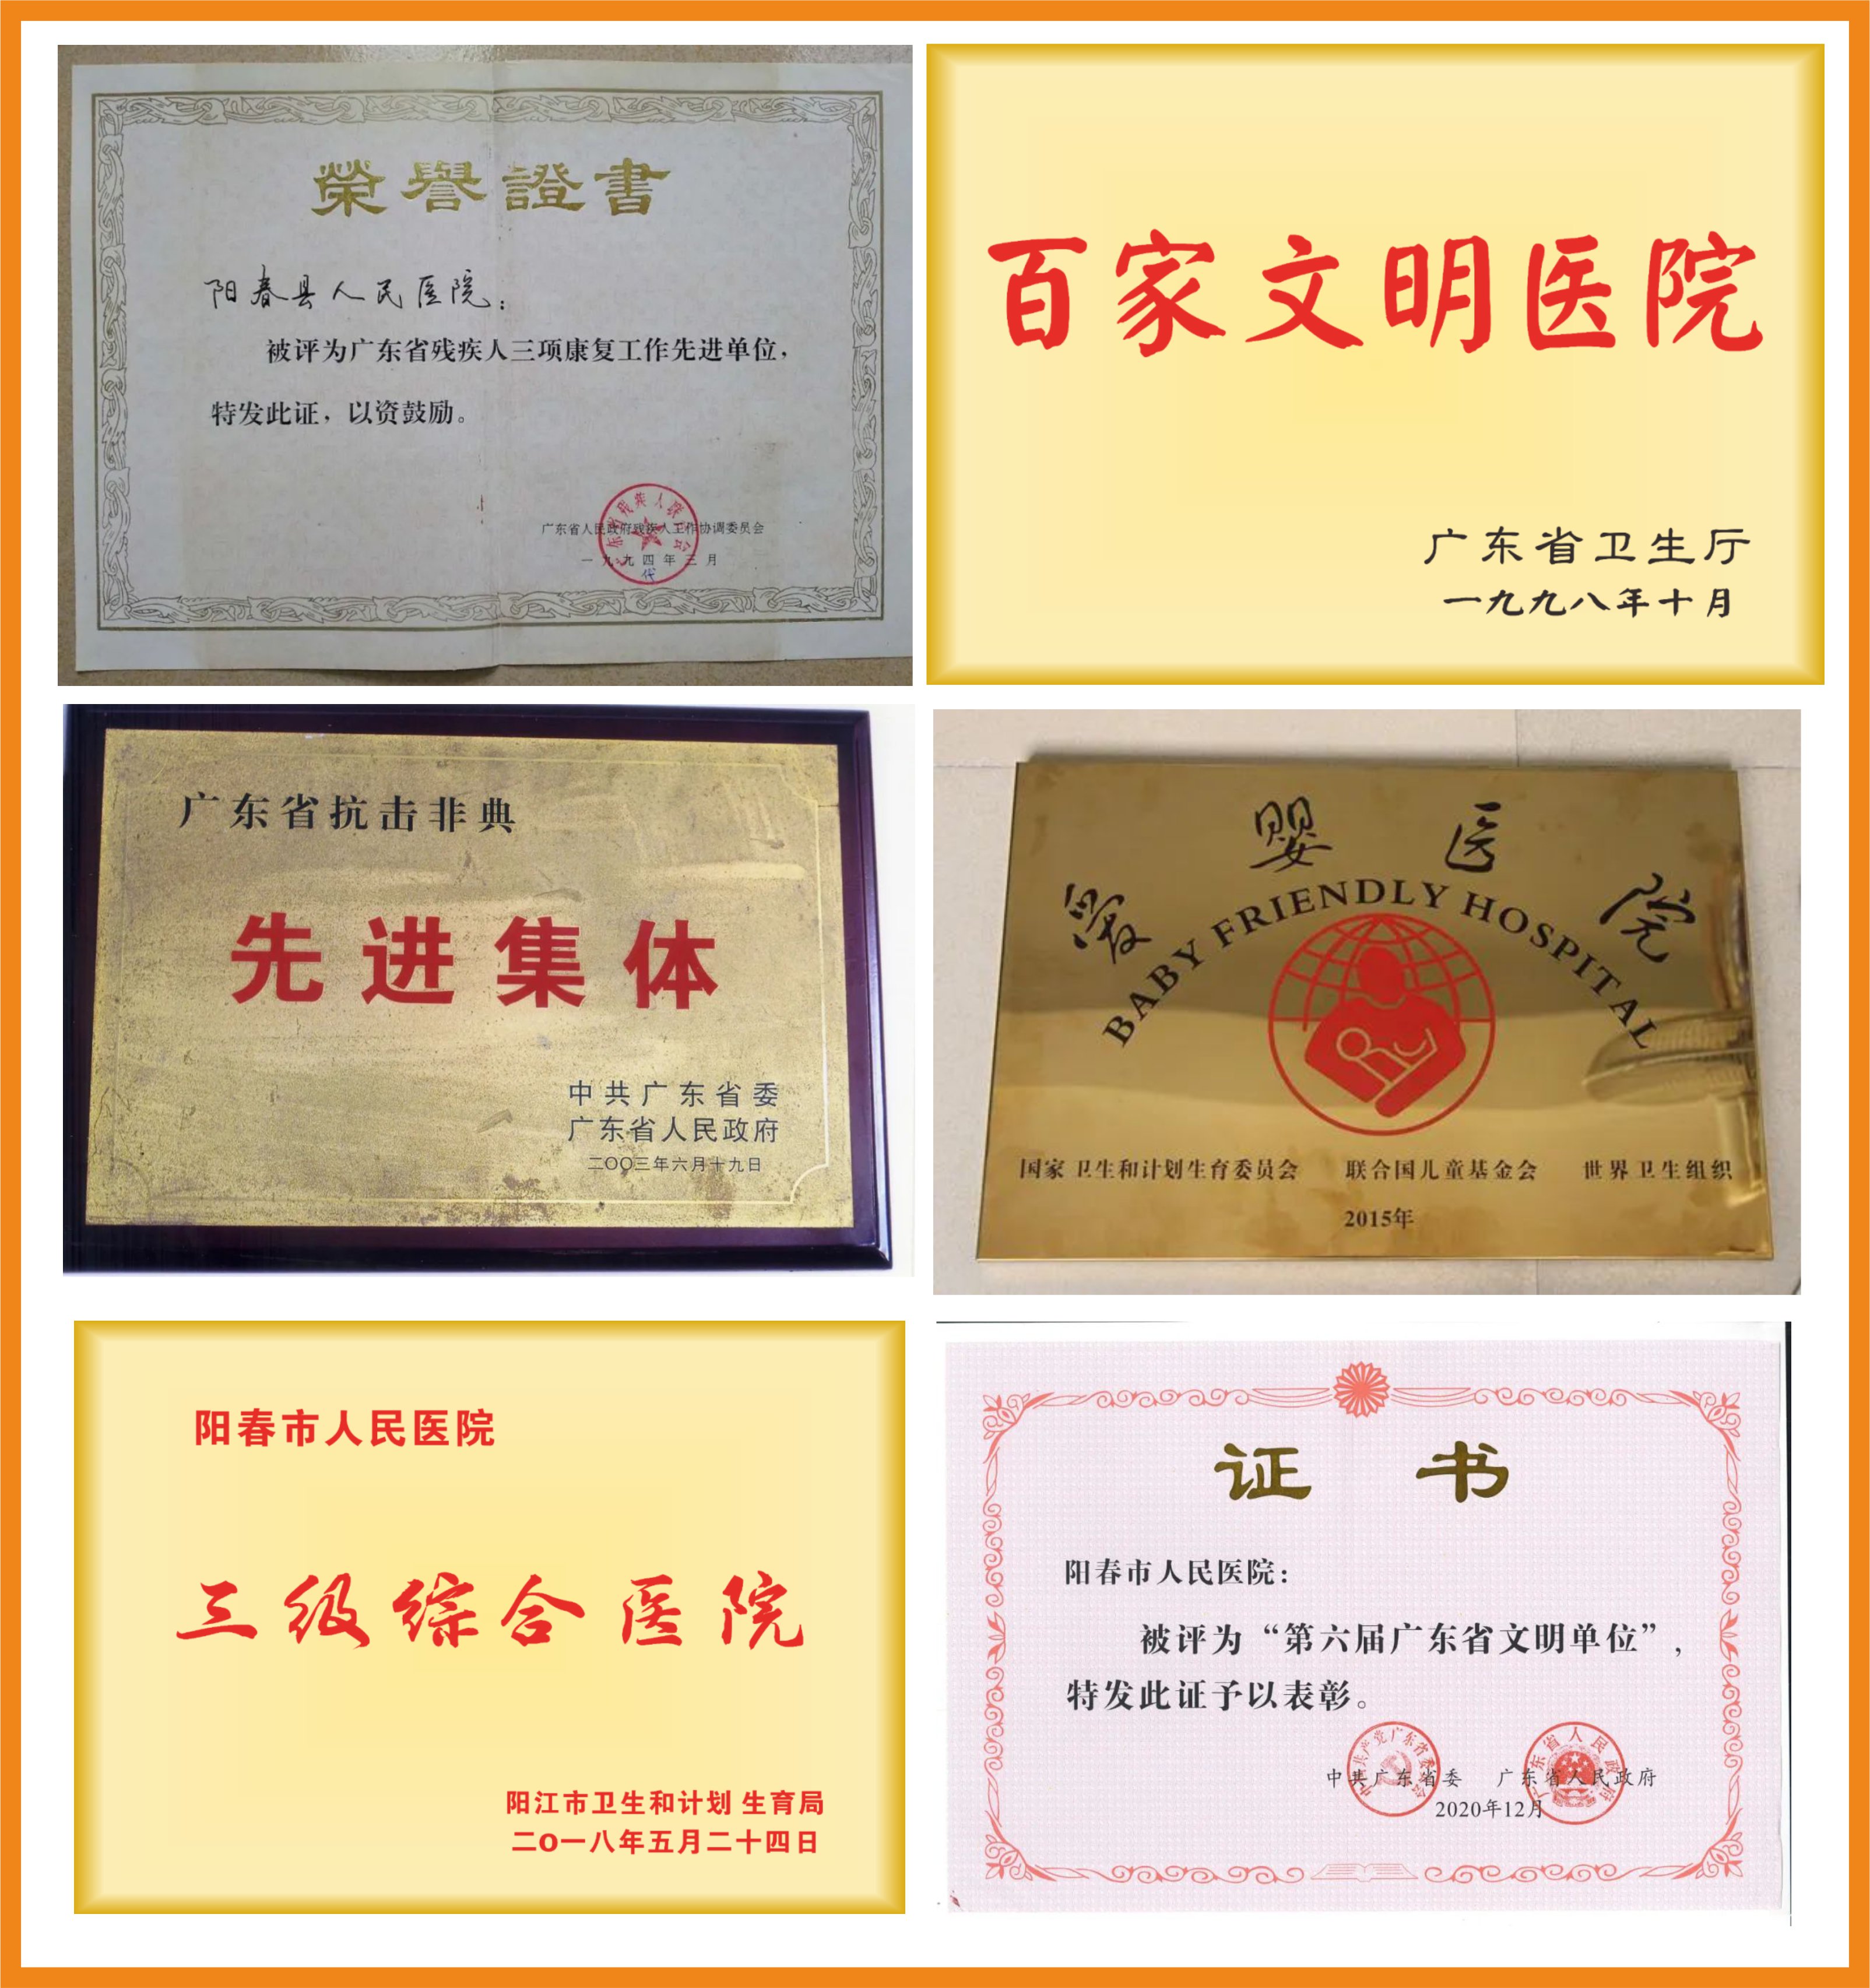 榮譽證書
阳春县人民医院：
被评为广东省残疾人三项康复工作先进单位，
特发此证，以资鼓励。
广东省人民政府残疾人工作协调委员会
一九九四年三月
代
百家文明医院
广东省卫生厅
一九九八年十月
广东省抗击非典
先进集体
中共广东省委
广东省人民政府
二〇〇三年六月十九日
爱婴医院
BABY FRIENDLY HOSPITAL
国家卫生和计划生育委员会 联合国儿童基金会 世界卫生组织
2015年
阳春市人民医院
三级综合医院
阳江市卫生和计划 生育局
二O一八年五月二十四日
证书
阳春市人民医院：
被评为“第六届广东省文明单位”，
特发此证予以表彰。
中共广东省委 广东省人民政府
2020年12月